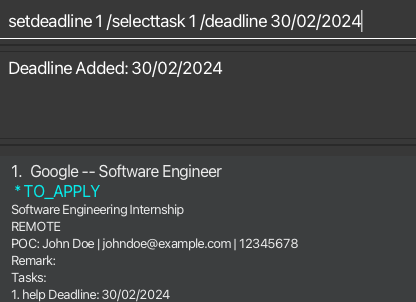 setdeadline 1 /selecttask 1 /deadline 30/02/2024
Deadline Added: 30/02/2024
1. Google -- Software Engineer
* TO_APPLY
Software Engineering Internship
REMOTE
POC: John Doe | johndoe@example.com | 12345678
Remark:
Tasks:
1. help Deadline: 30/02/2024